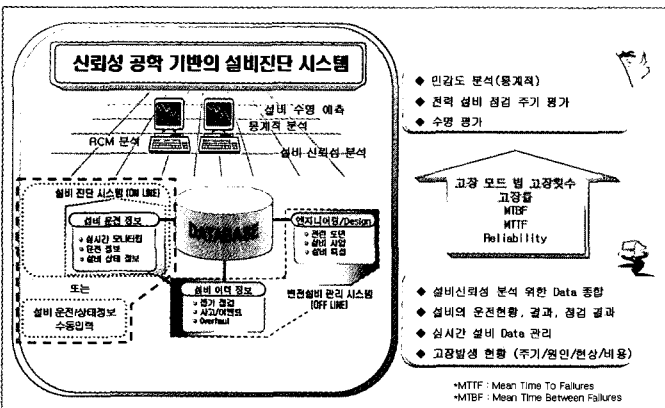 신뢰성 공학 기반의 설비진단 시스템
설비 수명 예측
통계적 분석
RCM 분석
설비 신뢰성 분석
설비 진단 시스템 [ON LINE]
설비 운전 정보
실시간 모니터링
운전 정보
설비 상태 정보
또는
설비 운전/상태정보
수동입력
DATABASE
엔지니어링/Design
관련 도면
설비 사양
설비 특성
설비 이력 정보
정기 점검
사고/이벤트
Overhaul
변전설비 관리 시스템
[OFF LINE]
◆ 민감도 분석(통계적)
◆ 전력 설비 점검 주기 평가
◆ 수명 평가
고장 모드 별 고장횟수
고장률
MTBF
MTTF
Reliability
◆ 설비신뢰성 분석 위한 Data 종합
◆ 설비의 운전현황, 결과, 점검 결과
◆ 실시간 설비 Data 관리
◆ 고장발생 현황 (주기/원인/현상/비용)
*MTTF : Mean Time To Failures
*MTBF : Mean Time Between Failures